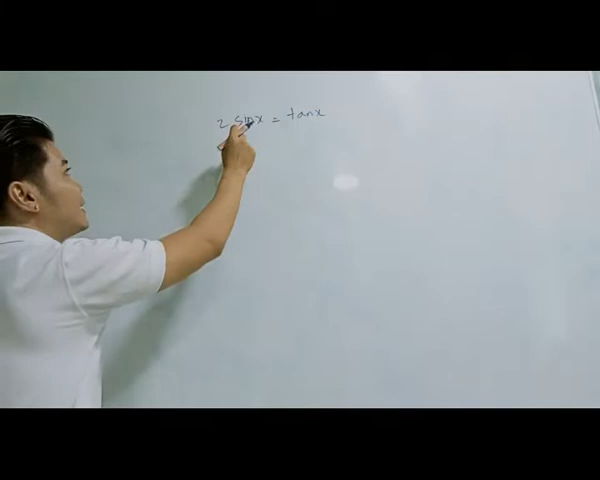 2 sinx = tanx